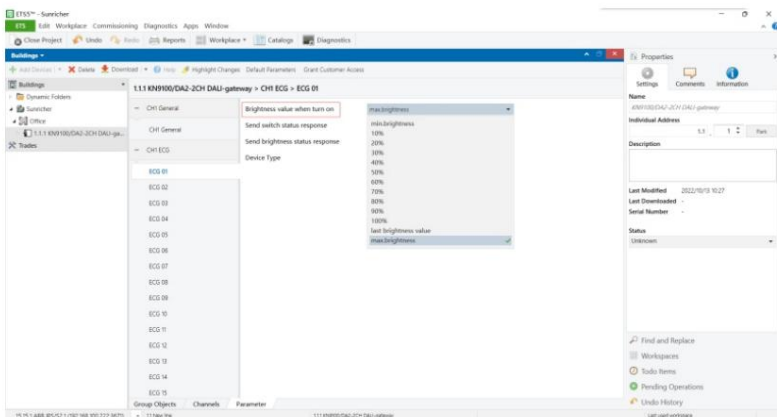 ETS5™ - Sunricher
ETS Edit Workplace Commissioning Diagnostics Apps Window
Close Project Undo Redo Reports Workplace Catalogs Diagnostics
Buildings
Add Devices Delete Download Help Highlight Changes Default Parameters Grant Customer Access
Buildings
Dynamic Folders
Sunricher
Office
1.1.1 KN9100/DA2-2CH DALI-ga...
Trades
1.1.1 KN9100/DA2-2CH DALI-gateway > CH1 ECG > ECG 01
CH1 General
CH1 General
CH1 ECG
ECG 01
ECG 02
ECG 03
ECG 04
ECG 05
ECG 06
ECG 07
ECG 08
ECG 09
ECG 10
ECG 11
ECG 12
ECG 13
ECG 14
ECG 15
Brightness value when turn on
Send switch status response
Send brightness status response
Device Type
max.brightness
min.brightness
10%
20%
30%
40%
50%
60%
70%
80%
90%
100%
last brightness value
max.brightness
Group Objects Channels Parameter
Properties
Settings Comments Information
Name
KN9100/DA2-2CH DALI-gateway
Individual Address
1.1 . 1 Park
Description
Last Modified 2022/10/13 10:27
Last Downloaded -
Serial Number -
Status
Unknown
Find and Replace
Workspaces
Todo Items
Pending Operations
Undo History